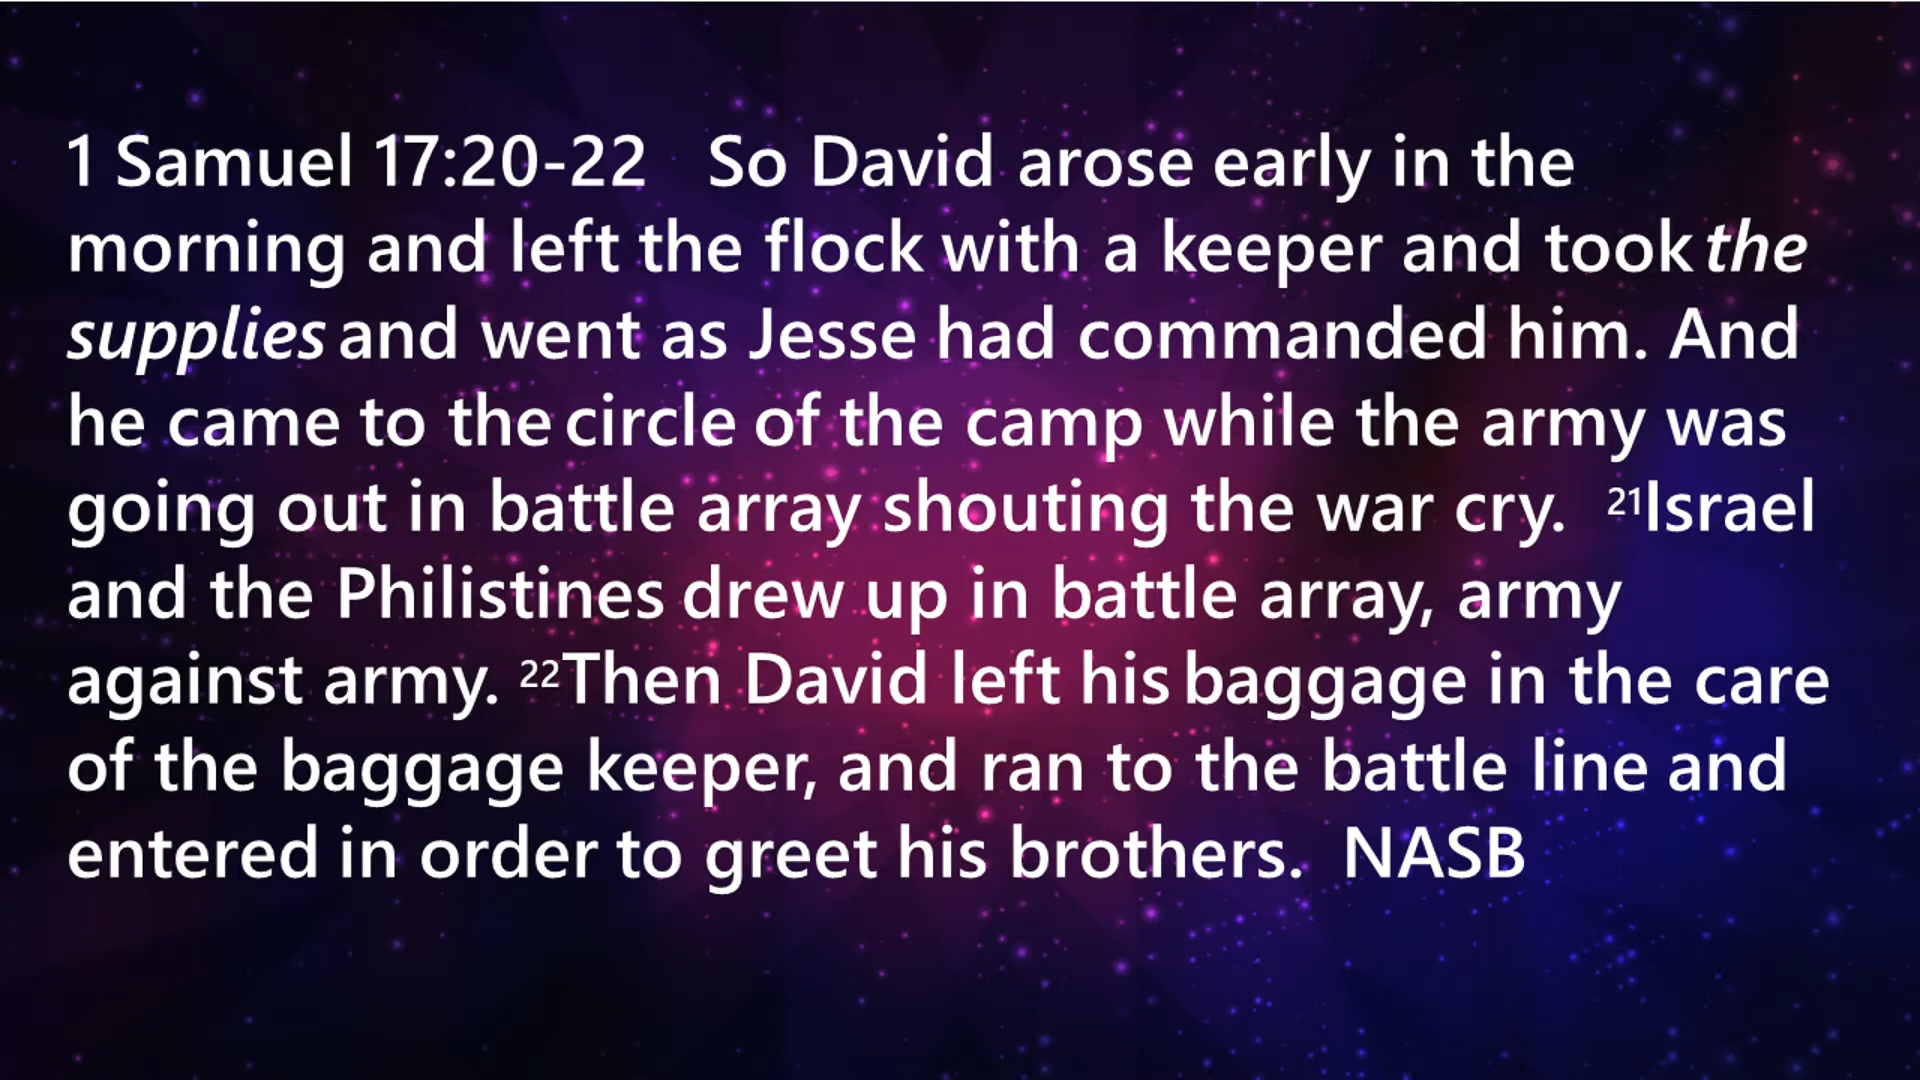 1 Samuel 17:20-22 So David arose early in the
morning and left the flock with a keeper and took the
supplies and went as Jesse had commanded him. And
he came to the circle of the camp while the army was
going out in battle array shouting the war cry. 21Israel
and the Philistines drew up in battle array, army
against army. 22Then David left his baggage in the care
of the baggage keeper, and ran to the battle line and
entered in order to greet his brothers. NASB